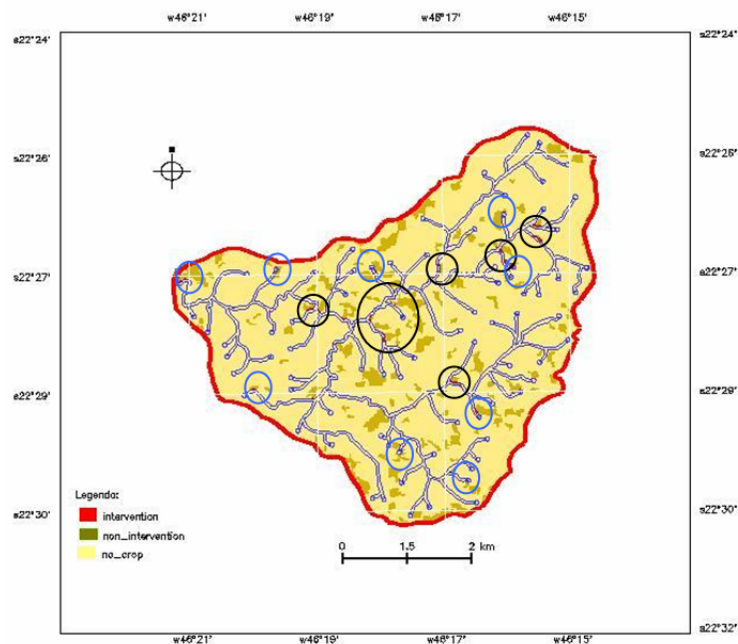 w46°21' w46°19' w46°17' w46°15'
s22°24' s22°24'
s22°26' s22°25'
s22°27' s22°27'
s22°29' s22°29'
Legenda:
intervention
non_intervention
no_crop
s22°30' s22°30'
0 1.5 2 km
s22°32'
w46°21' w46°19' w46°17' w46°15'